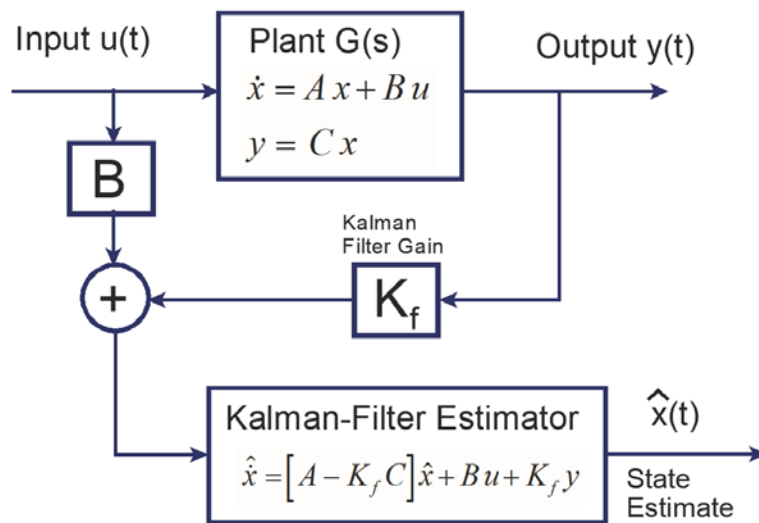 Input u(t)
Plant G(s)
ẋ = A x + B u
y = C x
Output y(t)
B
Kalman
Filter Gain
+
K_f
Kalman-Filter Estimator
x̂̇ = [A − K_f C] x̂ + B u + K_f y
x̂(t)
State
Estimate